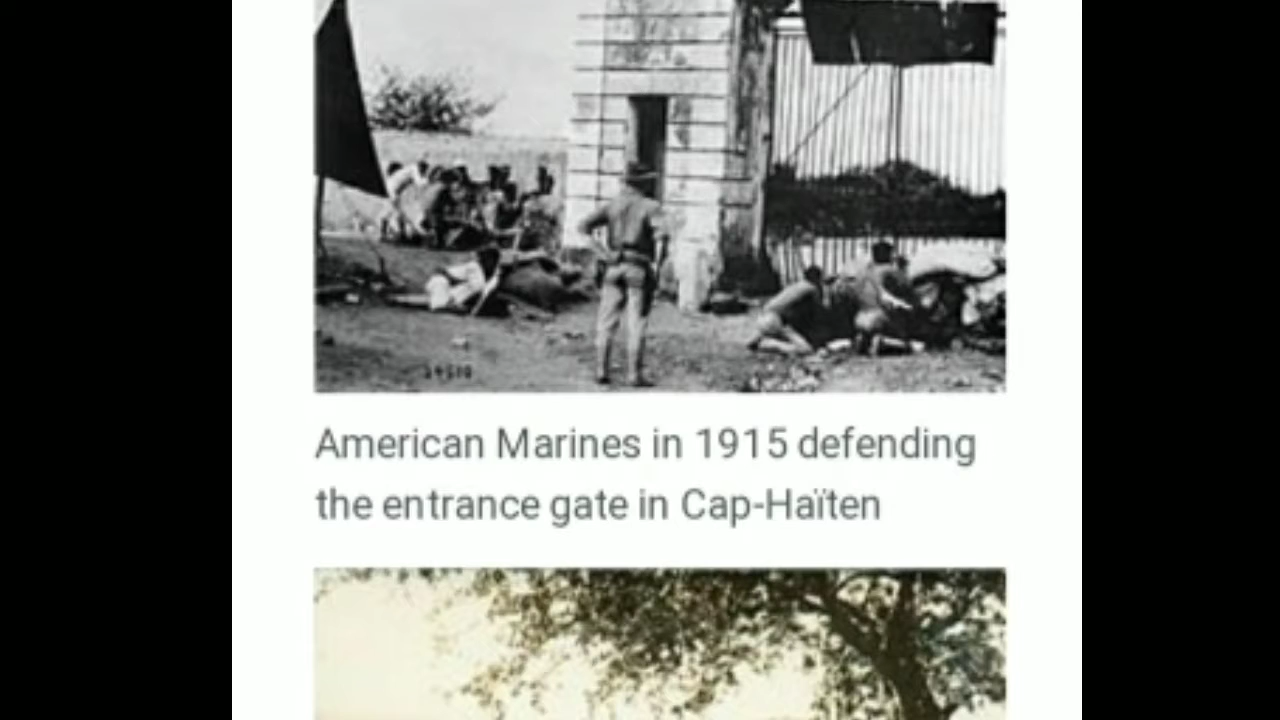 American Marines in 1915 defending
the entrance gate in Cap-Haïten